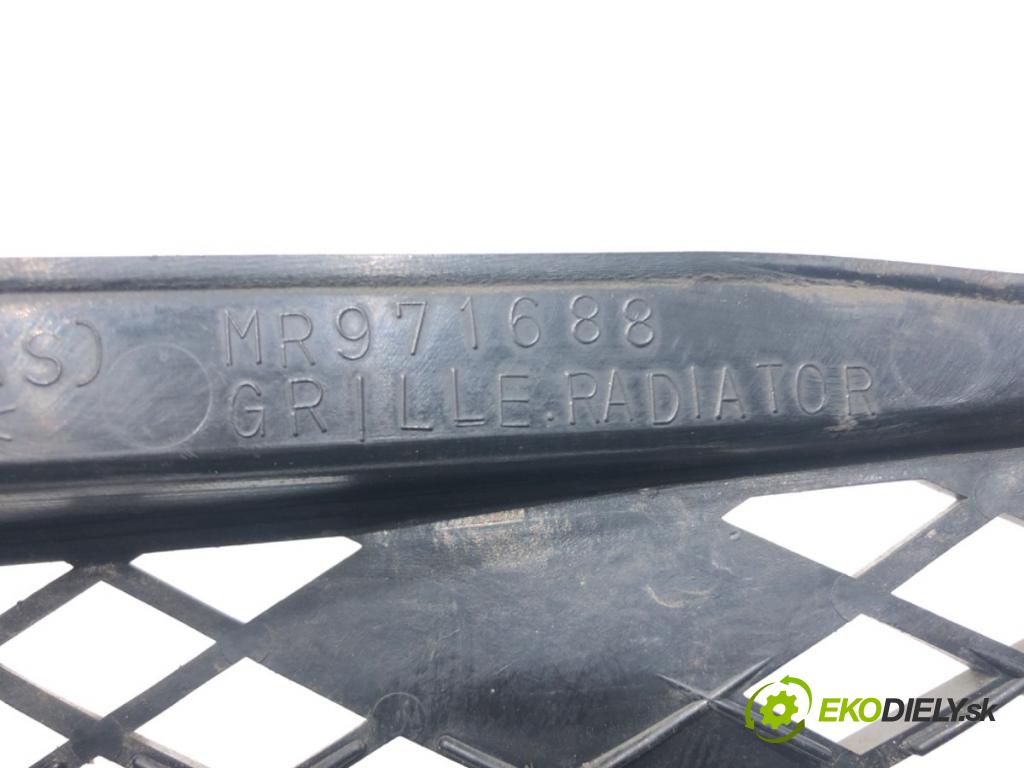 MR971688
S)
GRILLE.RADIATOR
EKODIELY.sk